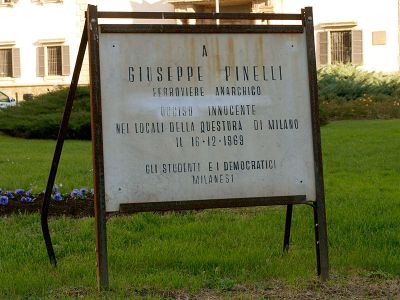 A
GIUSEPPE PINELLI
FERROVIERE ANARCHICO
UCCISO INNOCENTE
NEI LOCALI DELLA QUESTURA DI MILANO
IL 16-12-1969
GLI STUDENTI E I DEMOCRATICI
MILANESI